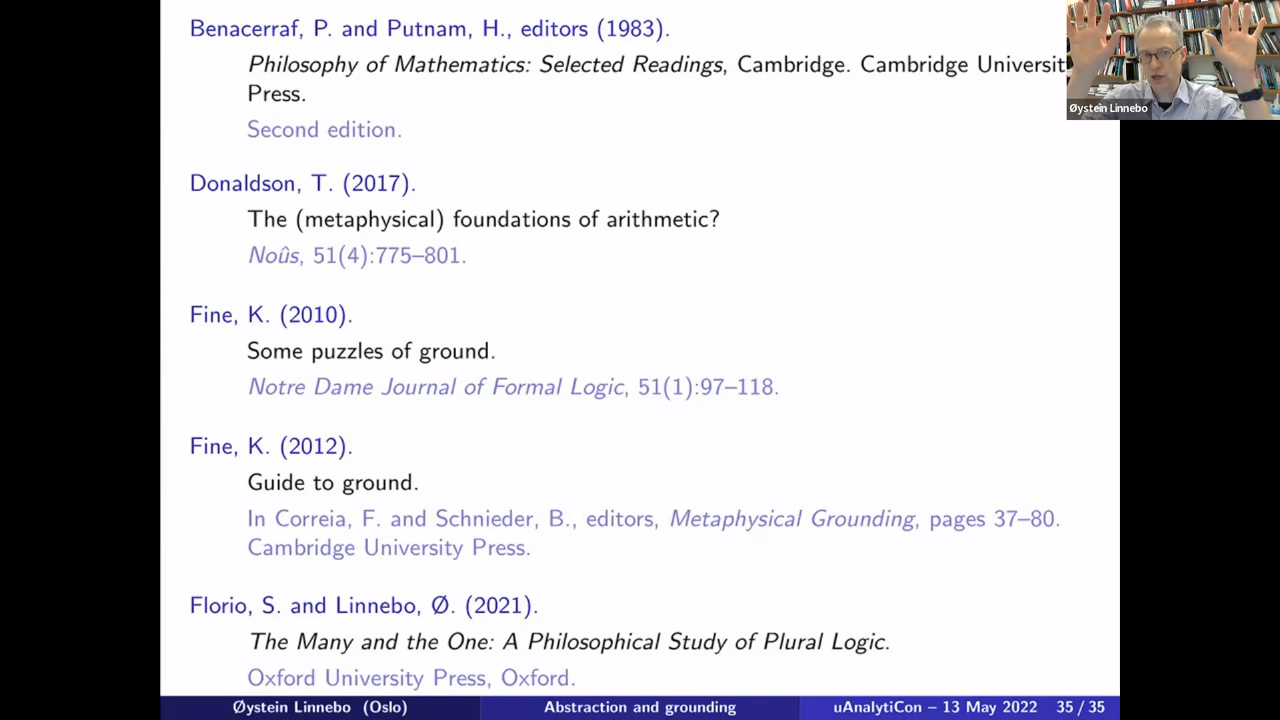 Benacerraf, P. and Putnam, H., editors (1983).
Philosophy of Mathematics: Selected Readings, Cambridge. Cambridge Universit
Press.
Second edition.
Donaldson, T. (2017).
The (metaphysical) foundations of arithmetic?
Noûs, 51(4):775–801.
Fine, K. (2010).
Some puzzles of ground.
Notre Dame Journal of Formal Logic, 51(1):97–118.
Fine, K. (2012).
Guide to ground.
In Correia, F. and Schnieder, B., editors, Metaphysical Grounding, pages 37–80.
Cambridge University Press.
Florio, S. and Linnebo, Ø. (2021).
The Many and the One: A Philosophical Study of Plural Logic.
Oxford University Press, Oxford.
Øystein Linnebo (Oslo) Abstraction and grounding uAnalytiCon – 13 May 2022 35 / 35
Øystein Linnebo